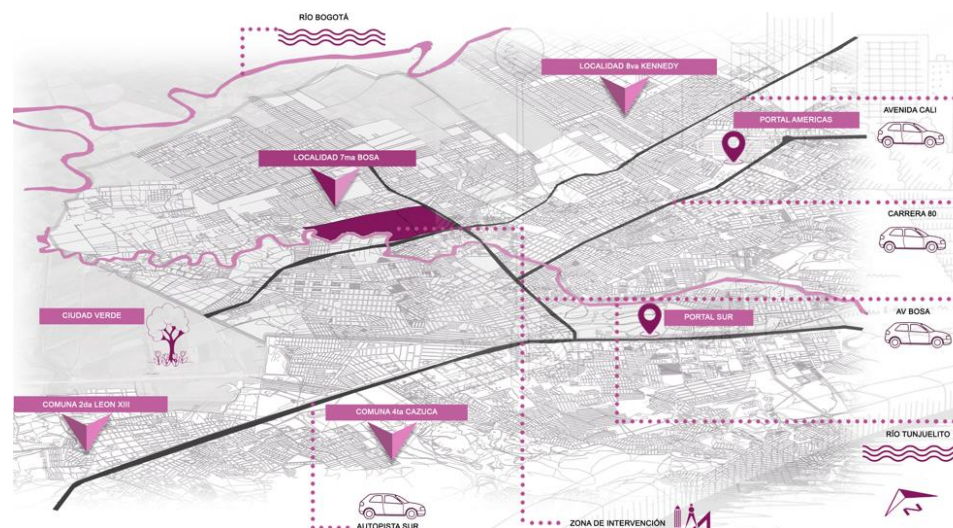 RÍO BOGOTÁ
LOCALIDAD 8va KENNEDY
AVENIDA CALI
PORTAL AMERICAS
LOCALIDAD 7ma BOSA
CARRERA 80
CIUDAD VERDE
PORTAL SUR
AV BOSA
COMUNA 2da LEON XIII
COMUNA 4ta CAZUCA
RÍO TUNJUELITO
AUTOPISTA SUR
ZONA DE INTERVENCIÓN